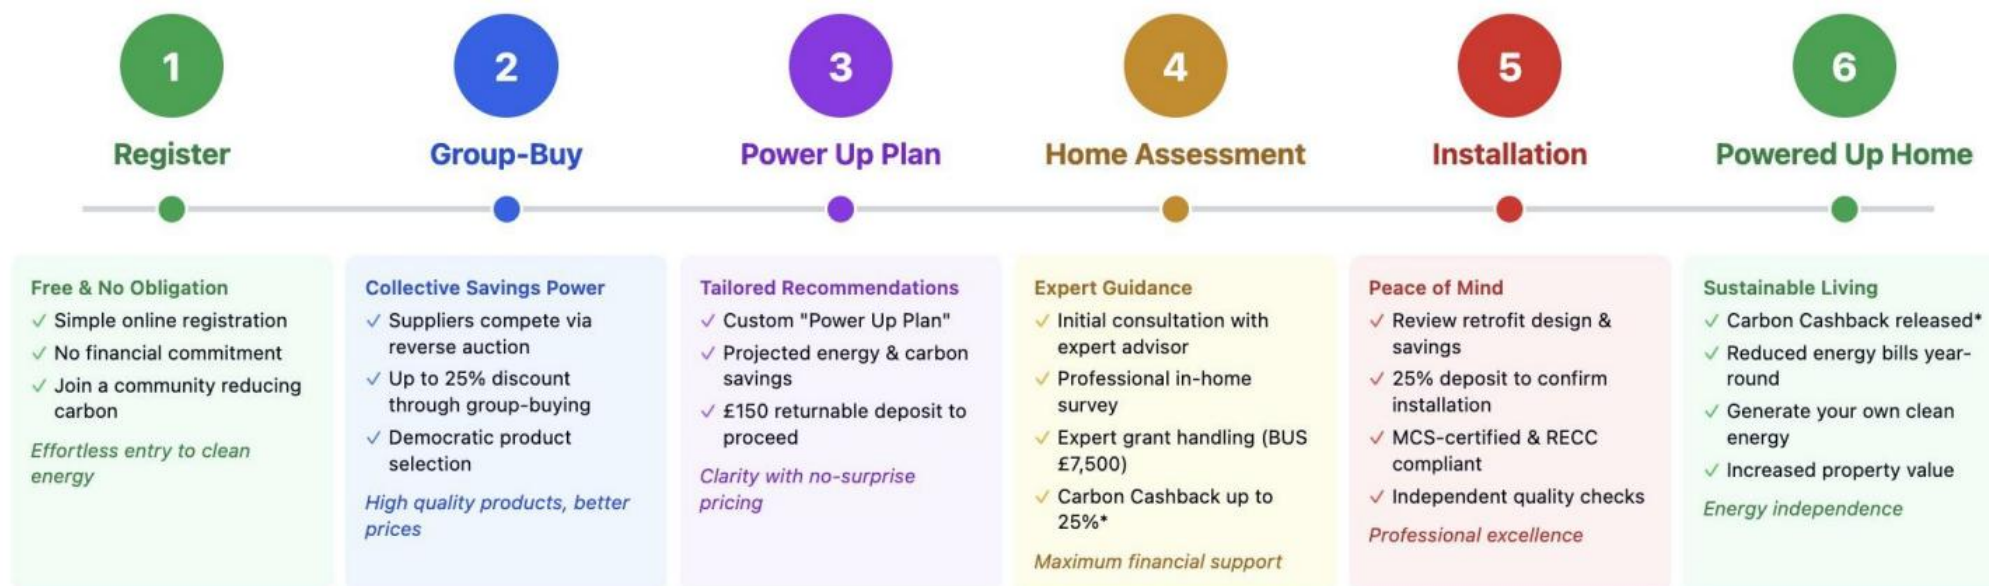 1
Register
Free & No Obligation
✓ Simple online registration
✓ No financial commitment
✓ Join a community reducing
carbon
Effortless entry to clean
energy
2
Group-Buy
Collective Savings Power
✓ Suppliers compete via
reverse auction
✓ Up to 25% discount
through group-buying
✓ Democratic product
selection
High quality products, better
prices
3
Power Up Plan
Tailored Recommendations
✓ Custom "Power Up Plan"
✓ Projected energy & carbon
savings
✓ £150 returnable deposit to
proceed
Clarity with no-surprise
pricing
4
Home Assessment
Expert Guidance
✓ Initial consultation with
expert advisor
✓ Professional in-home
survey
✓ Expert grant handling (BUS
£7,500)
✓ Carbon Cashback up to
25%*
Maximum financial support
5
Installation
Peace of Mind
✓ Review retrofit design &
savings
✓ 25% deposit to confirm
installation
✓ MCS-certified & RECC
compliant
✓ Independent quality checks
Professional excellence
6
Powered Up Home
Sustainable Living
✓ Carbon Cashback released*
✓ Reduced energy bills year-
round
✓ Generate your own clean
energy
✓ Increased property value
Energy independence